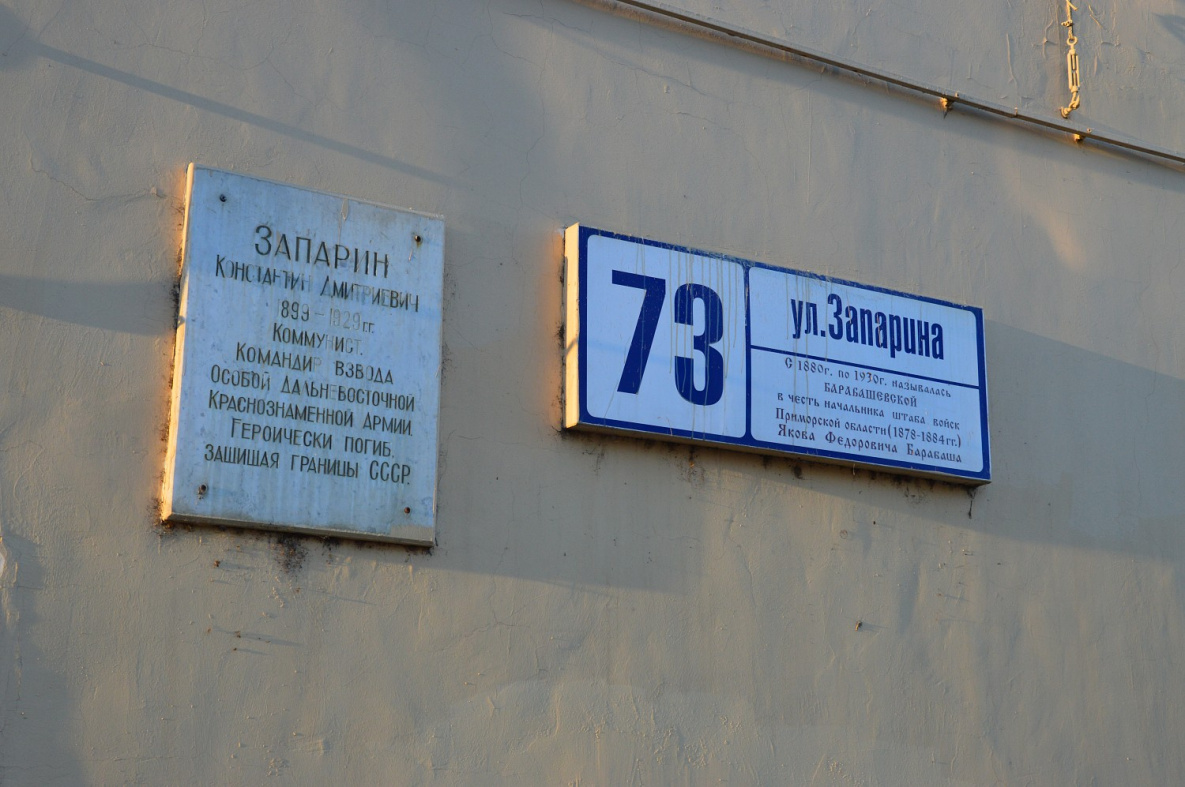 ЗАПАРИН
КОНСТАНТИН ДМИТРИЕВИЧ
1899-1929 гг.
КОММУНИСТ.
КОМАНДИР ВЗВОДА
ОСОБОЙ ДАЛЬНЕВОСТОЧНОЙ
КРАСНОЗНАМЕННОЙ АРМИИ.
ГЕРОИЧЕСКИ ПОГИБ,
ЗАЩИЩАЯ ГРАНИЦЫ СССР.
73
ул.Запарина
С 1880г. по 1930г. называлась
БАРАБАШЕВСКОЙ
в честь начальника штаба войск
Приморской области(1878-1884гг.)
Якова Федоровича Барабаша